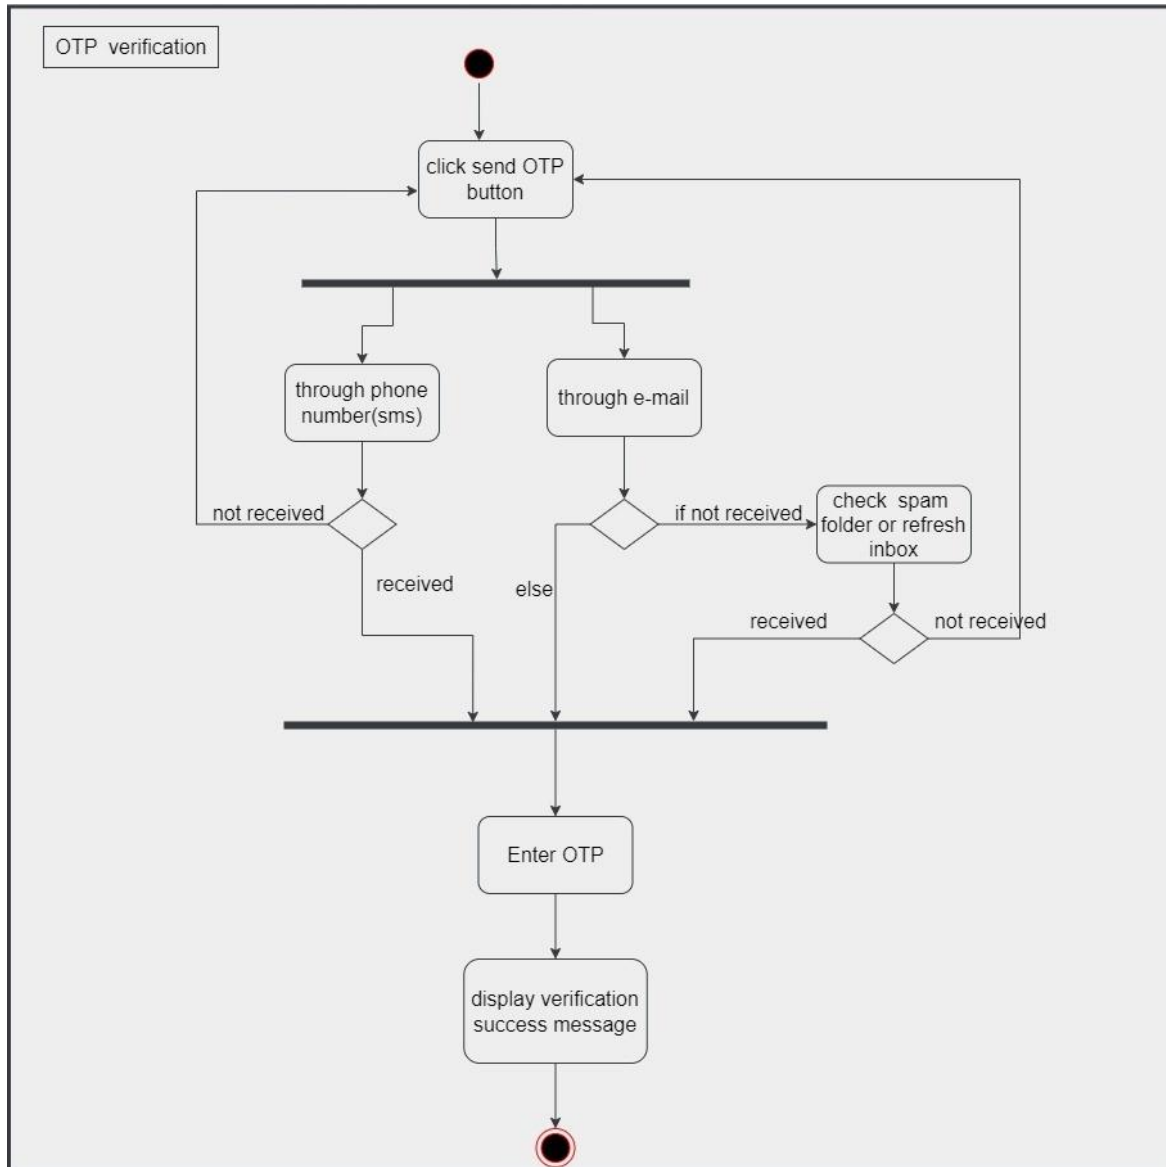 OTP verification
click send OTP
button
through phone
number(sms)
through e-mail
not received
if not received
check spam
folder or refresh
inbox
received
else
received
not received
Enter OTP
display verification
success message